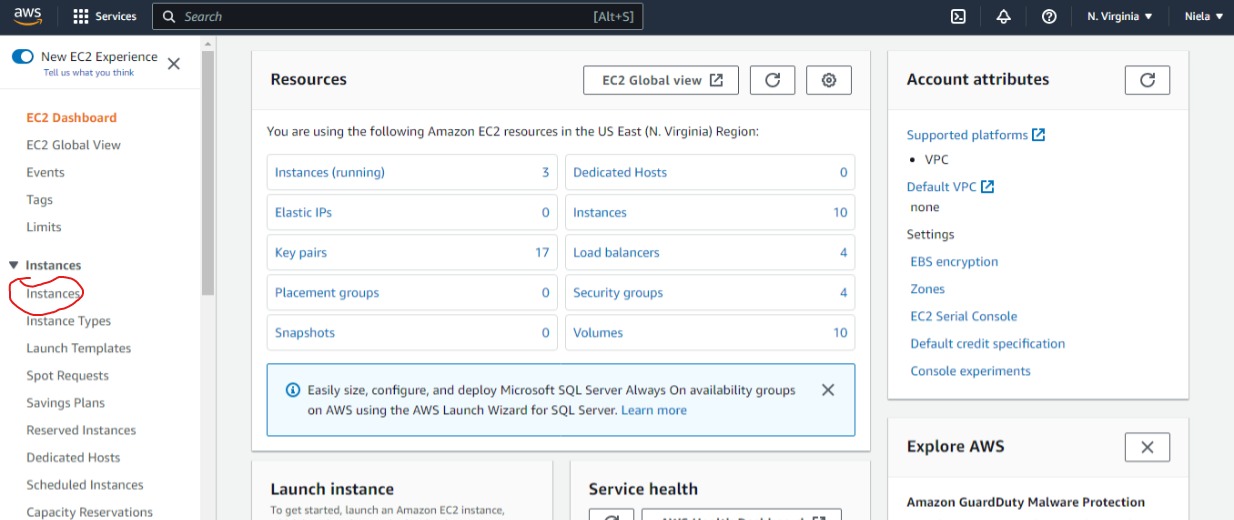 aws
Services
Search
[Alt+S]
N. Virginia
Niela
New EC2 Experience
Tell us what you think
EC2 Dashboard
EC2 Global View
Events
Tags
Limits
Instances
Instances
Instance Types
Launch Templates
Spot Requests
Savings Plans
Reserved Instances
Dedicated Hosts
Scheduled Instances
Capacity Reservations
Resources
EC2 Global view
You are using the following Amazon EC2 resources in the US East (N. Virginia) Region:
Instances (running) 3
Dedicated Hosts 0
Elastic IPs 0
Instances 10
Key pairs 17
Load balancers 4
Placement groups 0
Security groups 4
Snapshots 0
Volumes 10
Easily size, configure, and deploy Microsoft SQL Server Always On availability groups
on AWS using the AWS Launch Wizard for SQL Server. Learn more
Launch instance
To get started, launch an Amazon EC2 instance,
Service health
AWS Health Dashboard
Account attributes
Supported platforms
• VPC
Default VPC
none
Settings
EBS encryption
Zones
EC2 Serial Console
Default credit specification
Console experiments
Explore AWS
Amazon GuardDuty Malware Protection